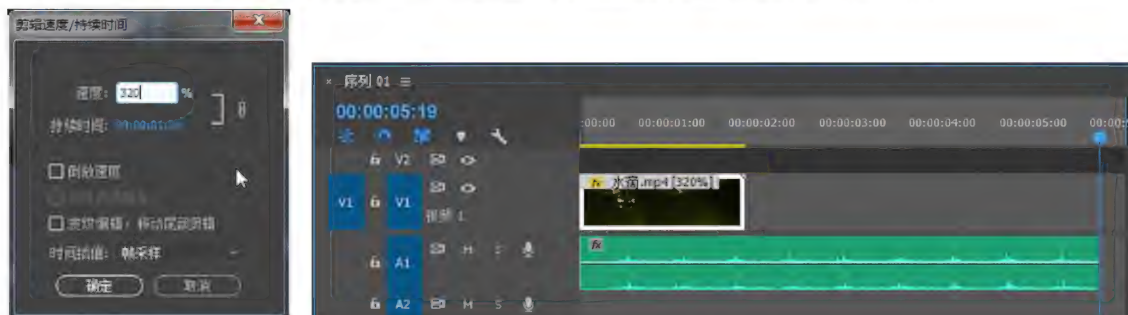 剪辑速度/持续时间
速度： 320 %
持续时间：
倒放速度
波纹编辑，移动尾部剪辑
时间插值： 帧采样
确定 取消
× 序列 01 ≡
00:00:05:19
:00:00 00:00:01:00 00:00:02:00 00:00:03:00 00:00:04:00 00:00:05:00 00:00:
V2
V1 V1 fx 水滴.mp4 [320%]
视频 1
A1 M S fx
A2 M S